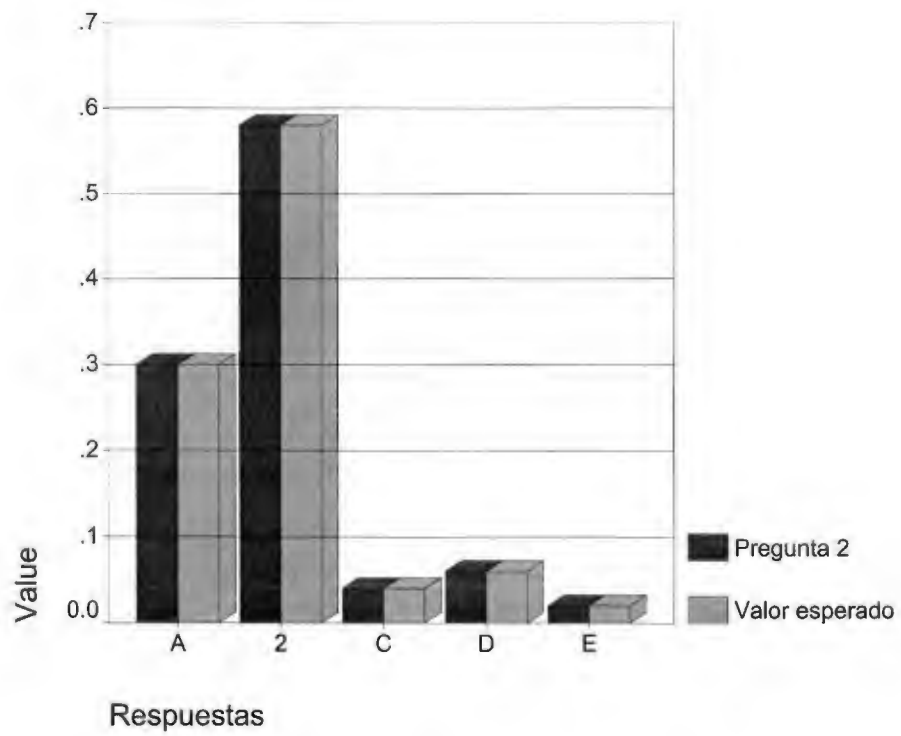 .7
.6
.5
.4
.3
.2
.1
0.0
Value
A 2 C D E
Respuestas
Pregunta 2
Valor esperado